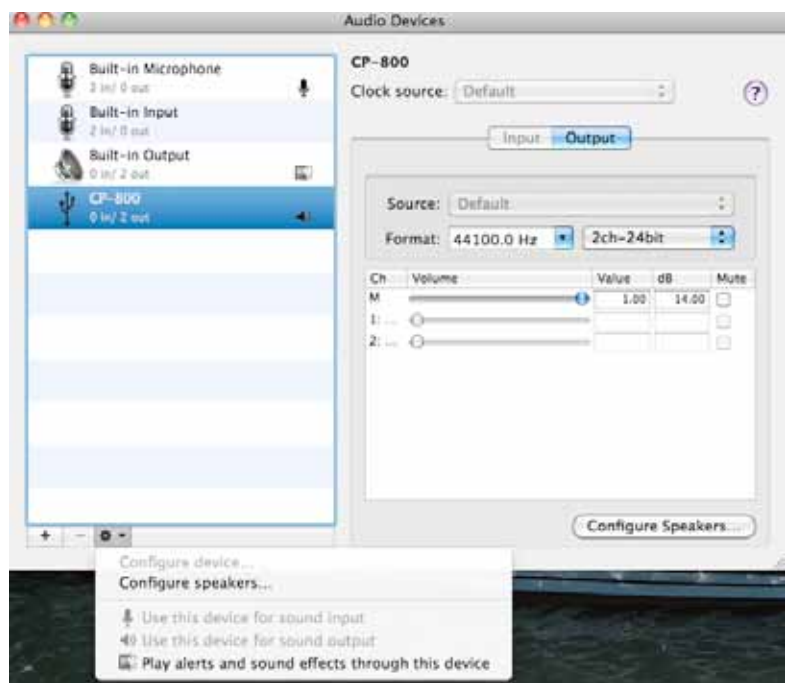 Audio Devices
Built-in Microphone
2 in/ 0 out
Built-in Input
2 in/ 0 out
Built-in Output
0 in/ 2 out
CP-800
0 in/ 2 out
CP-800
Clock source: Default
?
Input Output
Source: Default
Format: 44100.0 Hz 2ch-24bit
Ch Volume Value dB Mute
M 1.00 14.00
1: ...
2: ...
Configure Speakers...
+ -
Configure device...
Configure speakers...
Use this device for sound input
Use this device for sound output
Play alerts and sound effects through this device